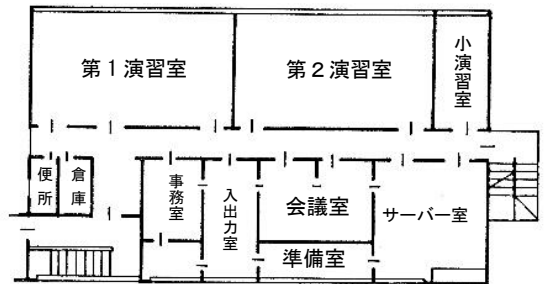 第１演習室
第２演習室
小演習室
便所
倉庫
事務室
入出力室
会議室
サーバー室
準備室